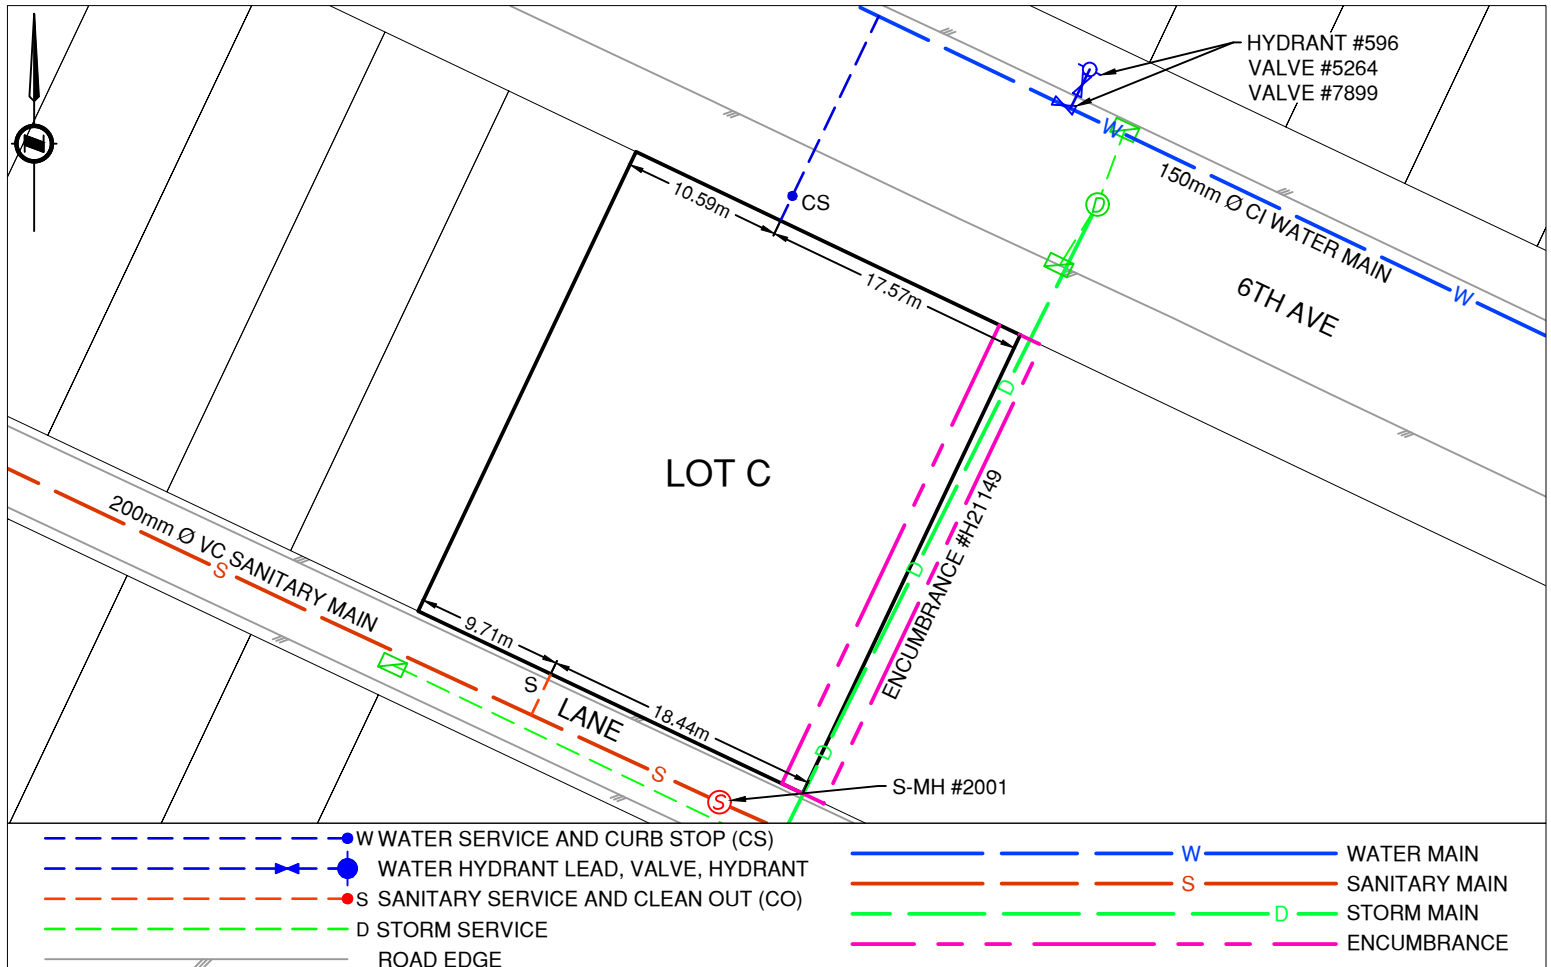 HYDRANT #596
VALVE #5264
VALVE #7899
W
150mm Ø CI WATER MAIN
10.59m
CS
D
17.57m
6TH AVE
W
D
LOT C
ENCUMBRANCE #H21149
200mm Ø VC SANITARY MAIN
S
D
9.71m
S
LANE
18.44m
D
S
S
S-MH #2001
W WATER SERVICE AND CURB STOP (CS)
WATER HYDRANT LEAD, VALVE, HYDRANT
S SANITARY SERVICE AND CLEAN OUT (CO)
D STORM SERVICE
ROAD EDGE
W WATER MAIN
S SANITARY MAIN
D STORM MAIN
ENCUMBRANCE